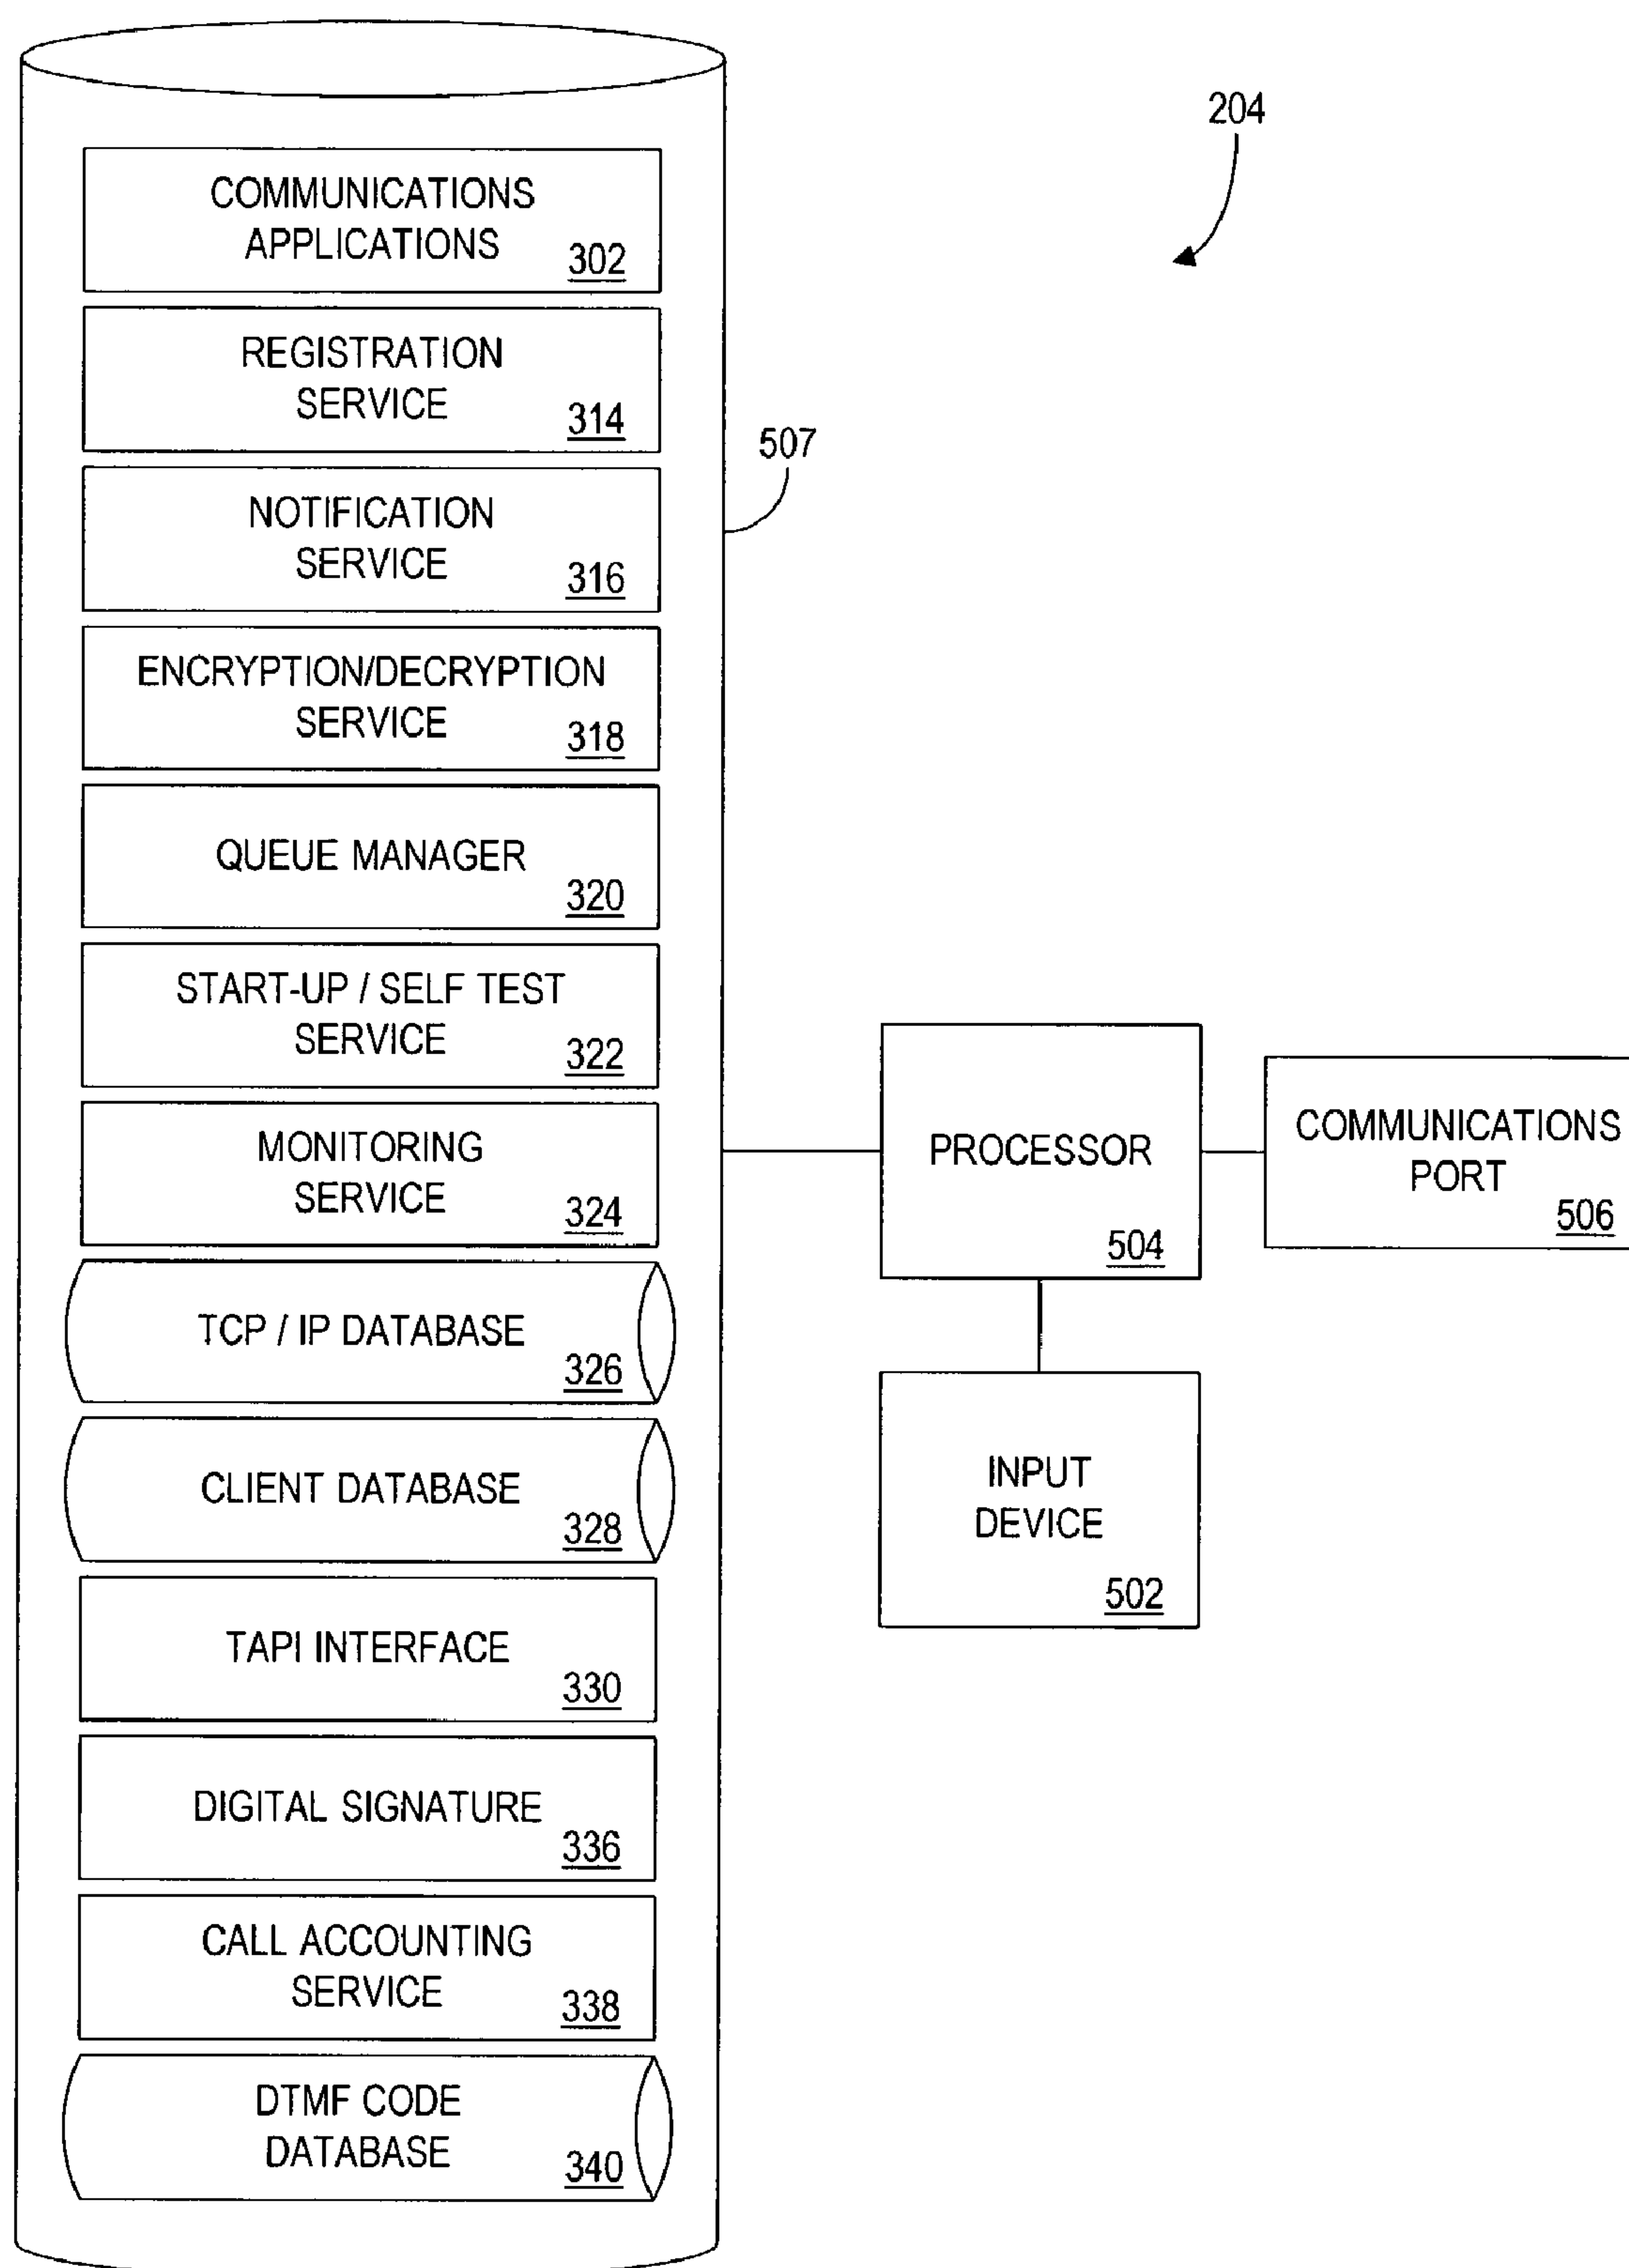 204
COMMUNICATIONS
APPLICATIONS
302
REGISTRATION
SERVICE
314
507
NOTIFICATION
SERVICE
316
ENCRYPTION/DECRYPTION
SERVICE
318
QUEUE MANAGER
320
START-UP / SELF TEST
SERVICE
322
MONITORING
SERVICE
324
TCP / IP DATABASE
326
CLIENT DATABASE
328
TAPI INTERFACE
330
DIGITAL SIGNATURE
336
CALL ACCOUNTING
SERVICE
338
DTMF CODE
DATABASE
340
PROCESSOR
504
COMMUNICATIONS
PORT
506
INPUT
DEVICE
502